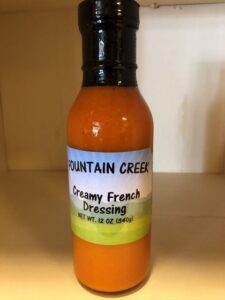 FOUNTAIN CREEK
Creamy French
Dressing
NET WT. 12 OZ (340g)